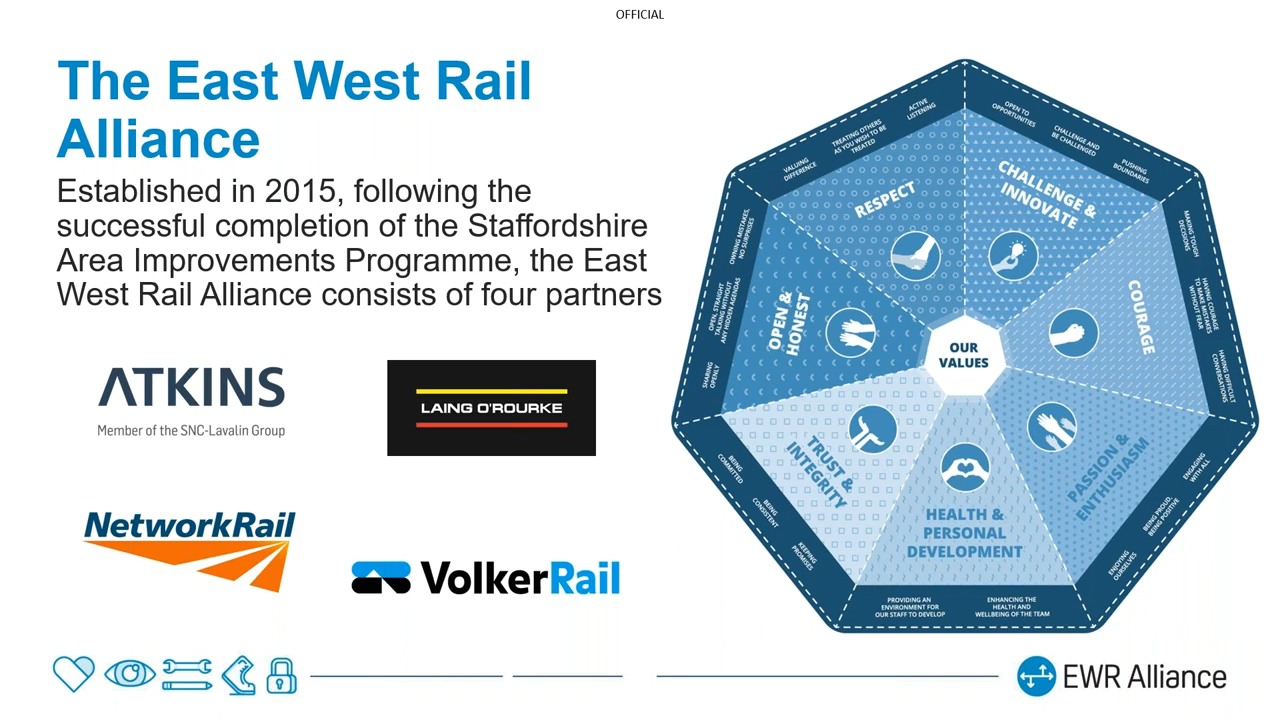 OFFICIAL
The East West Rail
Alliance
Established in 2015, following the
successful completion of the Staffordshire
Area Improvements Programme, the East
West Rail Alliance consists of four partners
ATKINS
Member of the SNC-Lavalin Group
LAING O'ROURKE
NetworkRail
VolkerRail
OUR
VALUES
RESPECT
VALUING
DIFFERENCE
TREATING OTHERS
AS YOU WISH TO BE
TREATED
ACTIVE
LISTENING
CHALLENGE &
INNOVATE
OPEN TO
OPPORTUNITIES
CHALLENGE AND
BE CHALLENGED
PUSHING
BOUNDARIES
COURAGE
MAKING TOUGH
DECISIONS
HAVING COURAGE
TO MAKE MISTAKES
WITHOUT FEAR
HAVING DIFFICULT
CONVERSATIONS
PASSION &
ENTHUSIASM
ENGAGING
WITH ALL
BEING PROUD,
BEING POSITIVE
ENJOYING
OURSELVES
HEALTH &
PERSONAL
DEVELOPMENT
PROVIDING AN
ENVIRONMENT FOR
OUR STAFF TO DEVELOP
ENHANCING THE
HEALTH AND
WELLBEING OF THE TEAM
TRUST &
INTEGRITY
BEING
COMMITTED
BEING
CONSISTENT
KEEPING
PROMISES
OPEN &
HONEST
OWNING MISTAKES,
NO SURPRISES
OPEN, STRAIGHT
TALKING WITHOUT
ANY HIDDEN AGENDAS
SHARING
OPENLY
EWR Alliance